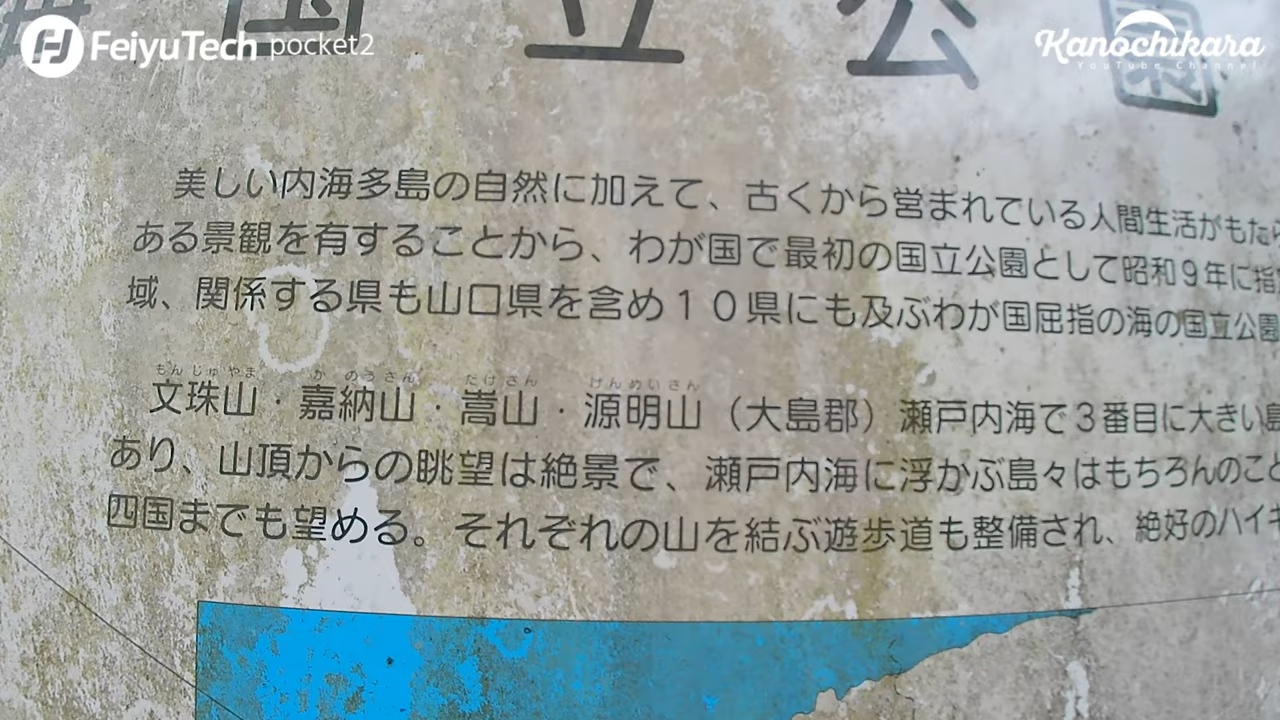 海国立公園
FeiyuTech pocket2
Kanochikara
YouTube Channel
美しい内海多島の自然に加えて、古くから営まれている人間生活がもたら
ある景観を有することから、わが国で最初の国立公園として昭和9年に指
域、関係する県も山口県を含め10県にも及ぶわが国屈指の海の国立公園
もんじゅやま かのうさん だけさん げんめいさん
文珠山・嘉納山・嵩山・源明山（大島郡）瀬戸内海で3番目に大きい島
あり、山頂からの眺望は絶景で、瀬戸内海に浮かぶ島々はもちろんのこと
四国までも望める。それぞれの山を結ぶ遊歩道も整備され、絶好のハイキ